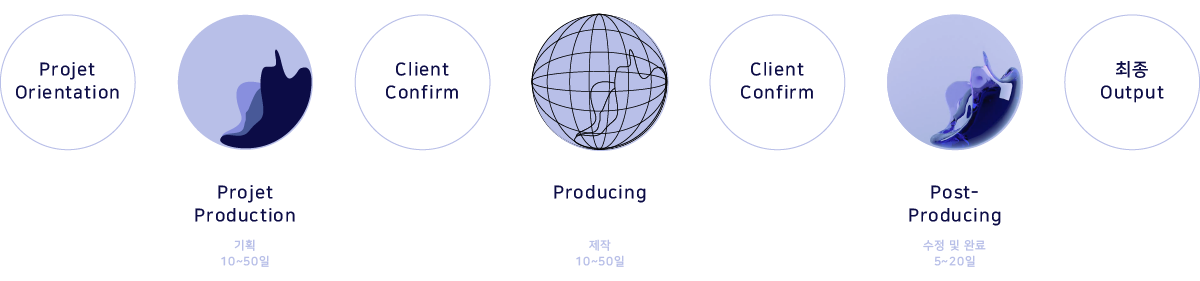 Projet
Orientation
Projet
Production
기획
10~50일
Client
Confirm
Producing
제작
10~50일
Client
Confirm
Post-
Producing
수정 및 완료
5~20일
최종
Output